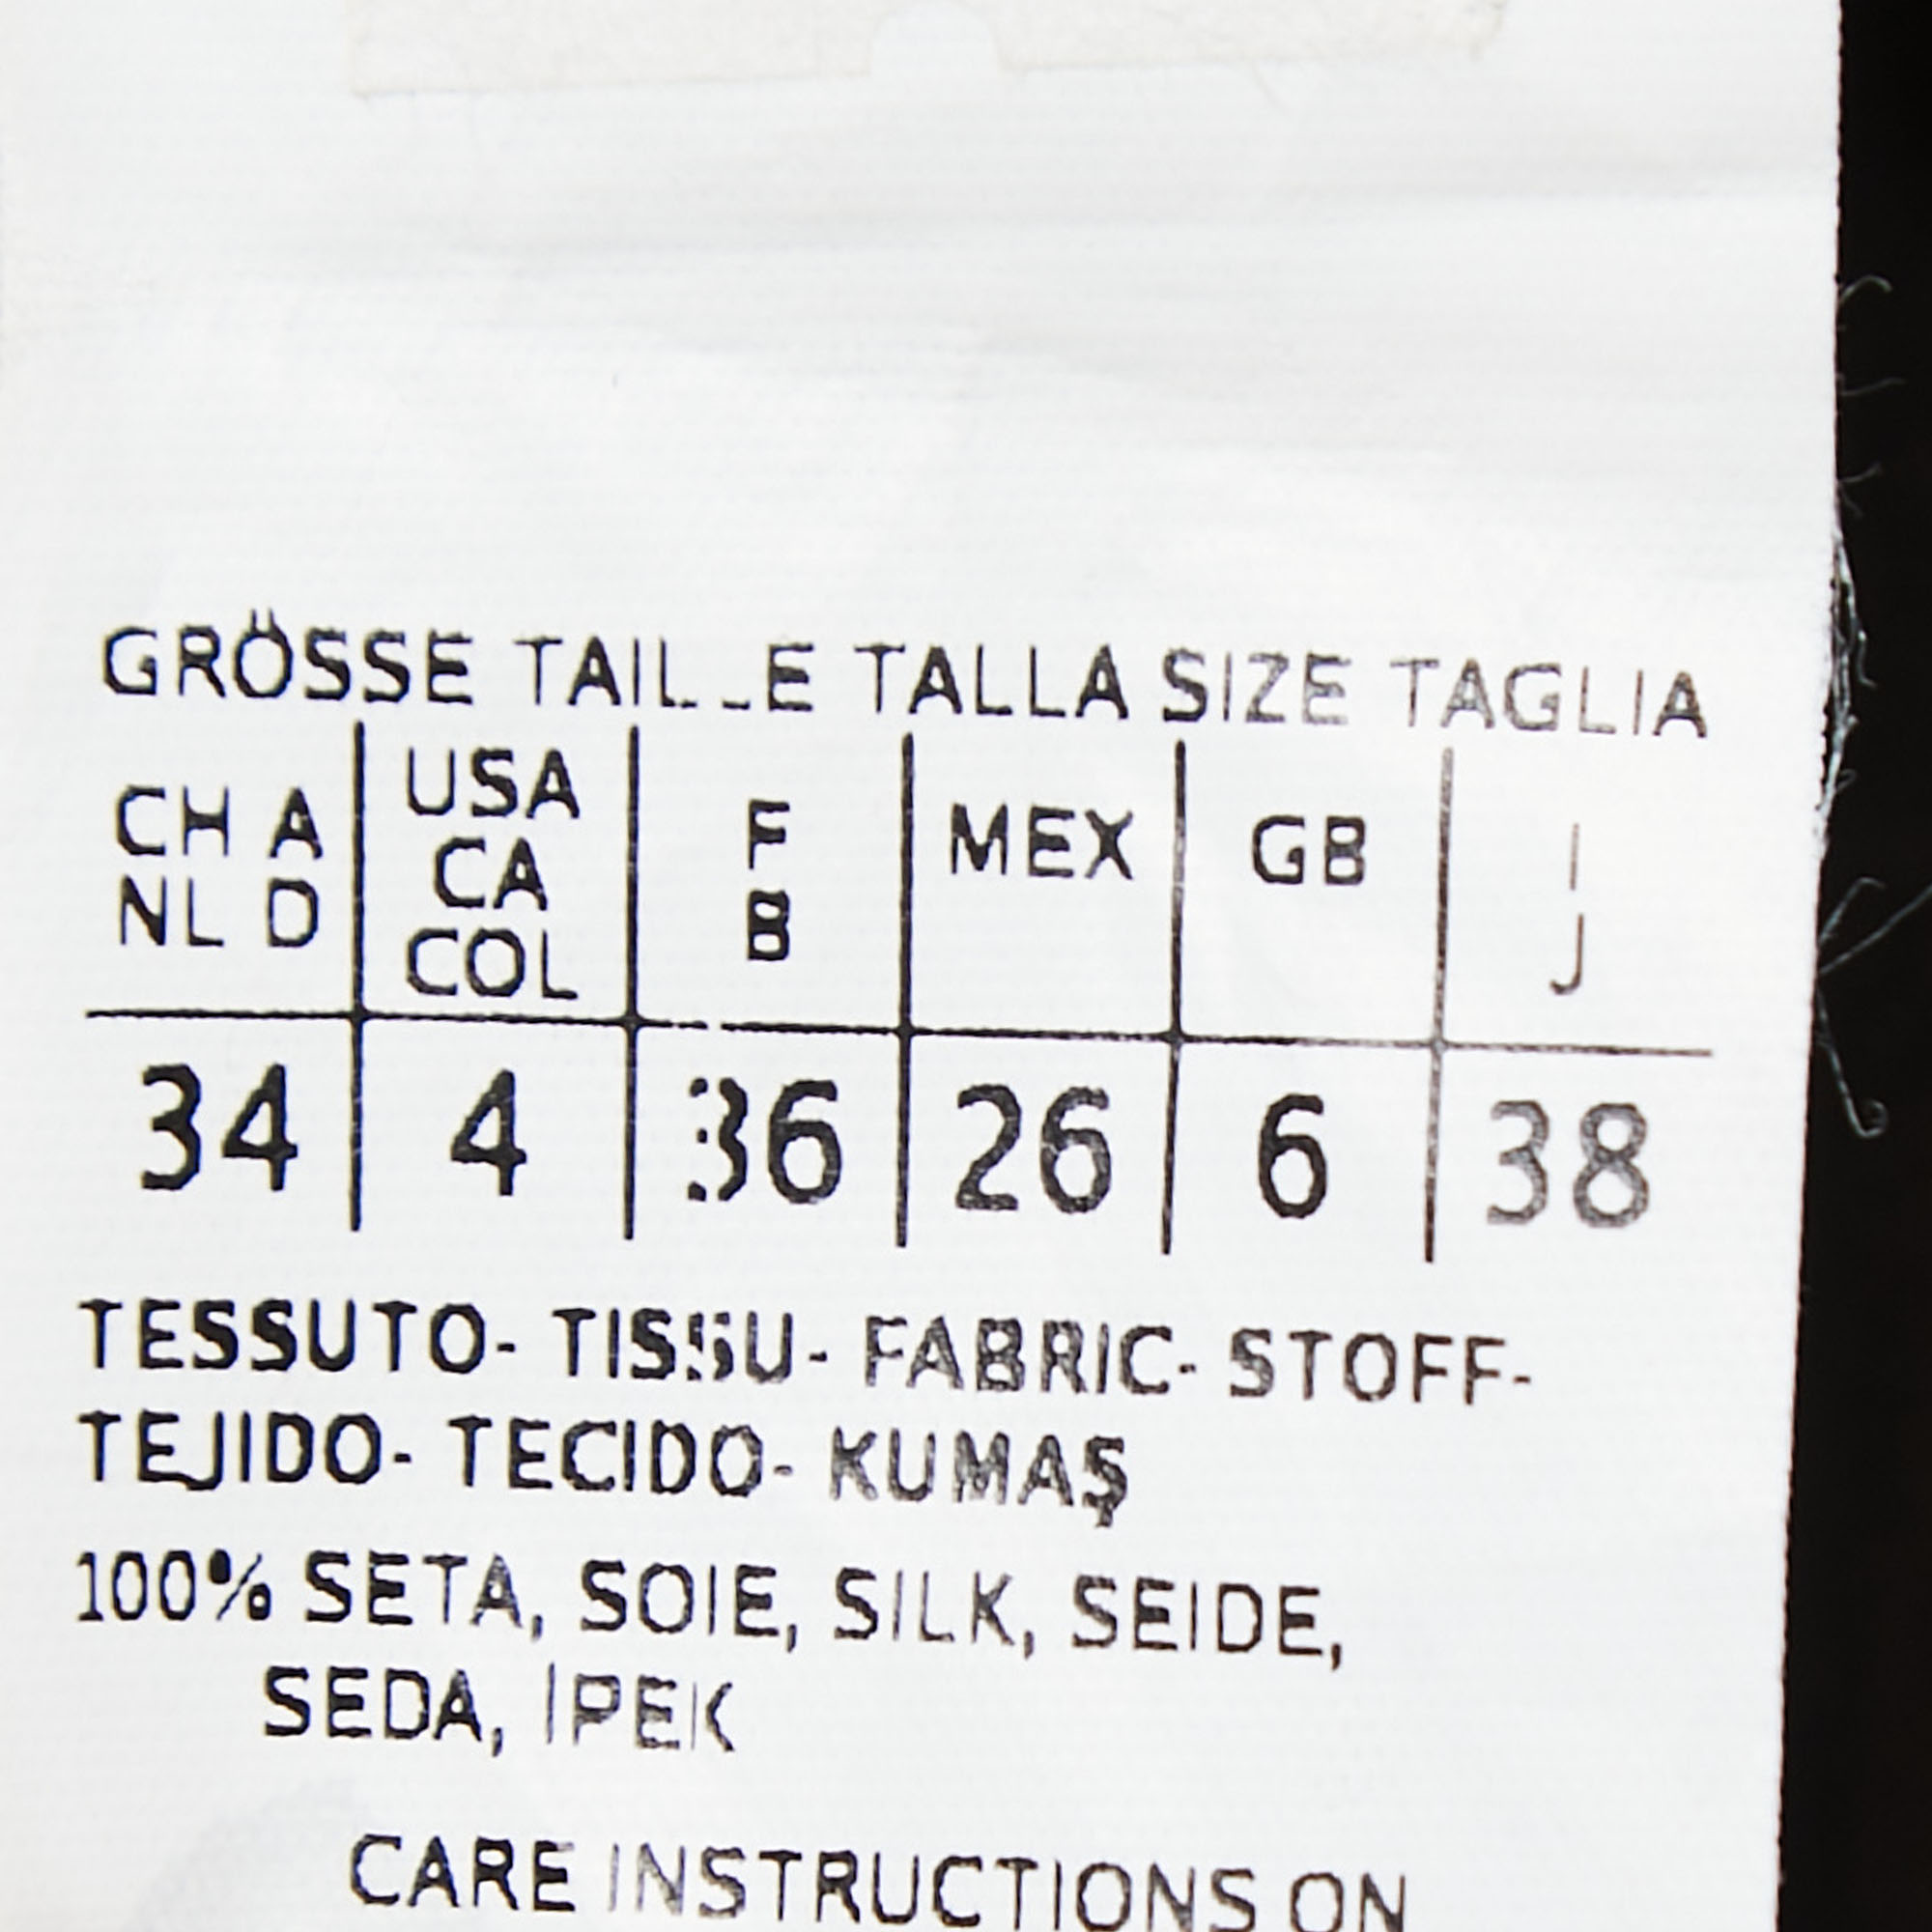 GRÖSSE TAILLE TALLA SIZE TAGLIA
CH A
NL D
USA
CA
COL
F
B
MEX
GB
I
J
34 4 36 26 6 38
TESSUTO- TISSU- FABRIC- STOFF-
TEJIDO- TECIDO- KUMAŞ
100% SETA, SOIE, SILK, SEIDE,
SEDA, İPEK
CARE INSTRUCTIONS ON